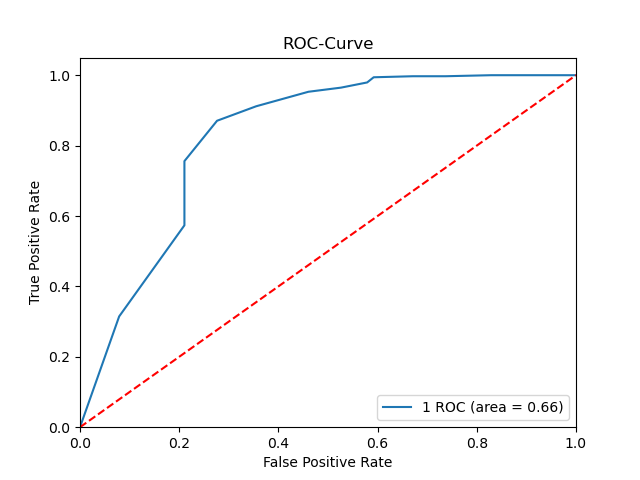 ROC-Curve
True Positive Rate
1.0
0.8
0.6
0.4
0.2
0.0
1 ROC (area = 0.66)
0.0 0.2 0.4 0.6 0.8 1.0
False Positive Rate